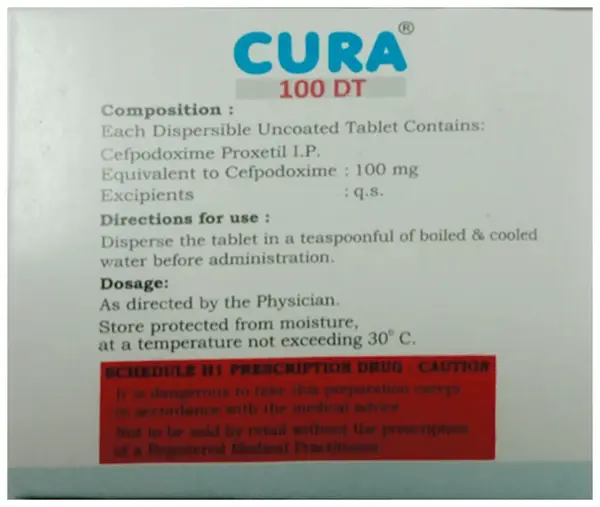 CURA®
100 DT
Composition :
Each Dispersible Uncoated Tablet Contains:
Cefpodoxime Proxetil I.P.
Equivalent to Cefpodoxime : 100 mg
Excipients : q.s.
Directions for use :
Disperse the tablet in a teaspoonful of boiled & cooled
water before administration.
Dosage:
As directed by the Physician.
Store protected from moisture,
at a temperature not exceeding 30° C.
SCHEDULE H1 PRESCRIPTION DRUG - CAUTION
It is dangerous to take this preparation except
in accordance with the medical advice
Not to be sold by retail without the prescription
of a Registered Medical Practitioner